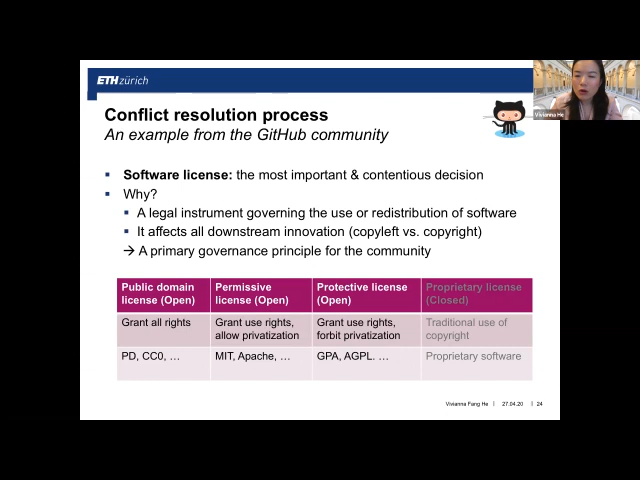 ETH zürich
Conflict resolution process
An example from the GitHub community
Vivianna He
▪ Software license: the most important & contentious decision
▪ Why?
▪ A legal instrument governing the use or redistribution of software
▪ It affects all downstream innovation (copyleft vs. copyright)
→ A primary governance principle for the community
Public domain license (Open) Permissive license (Open) Protective license (Open) Proprietary license (Closed)
Grant all rights Grant use rights, allow privatization Grant use rights, forbit privatization Traditional use of copyright
PD, CC0, … MIT, Apache, … GPA, AGPL. … Proprietary software
Vivianna Fang He | 27.04.20 | 24